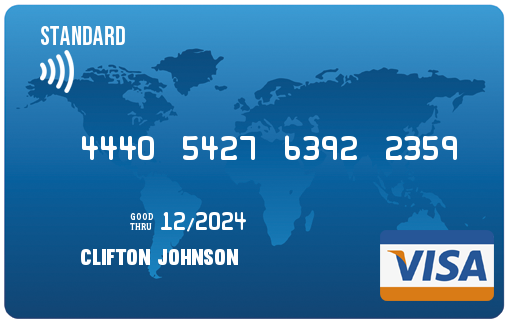 STANDARD
4440 5427 6392 2359
GOOD
THRU 12/2024
CLIFTON JOHNSON
VISA